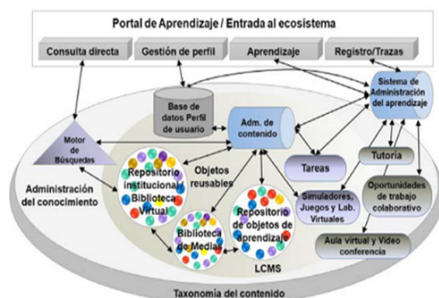 Portal de Aprendizaje / Entrada al ecosistema
Consulta directa
Gestión de perfil
Aprendizaje
Registro/Trazas
Base de
datos Perfil
de usuario
Adm. de
contenido
Sistema de
Administración
del aprendizaje
Motor
de
Búsquedas
Tareas
Tutoria
Repositorio
institucional/
Biblioteca
Virtual
Objetos
reusables
Administración
del conocimiento
Simuladores,
Juegos y Lab.
Virtuales
Oportunidades
de trabajo
colaborativo
Biblioteca
de Medias
Repositorio
de objetos de
aprendizaje
LCMS
Aula virtual y Video
conferencia
Taxonomía del contenido